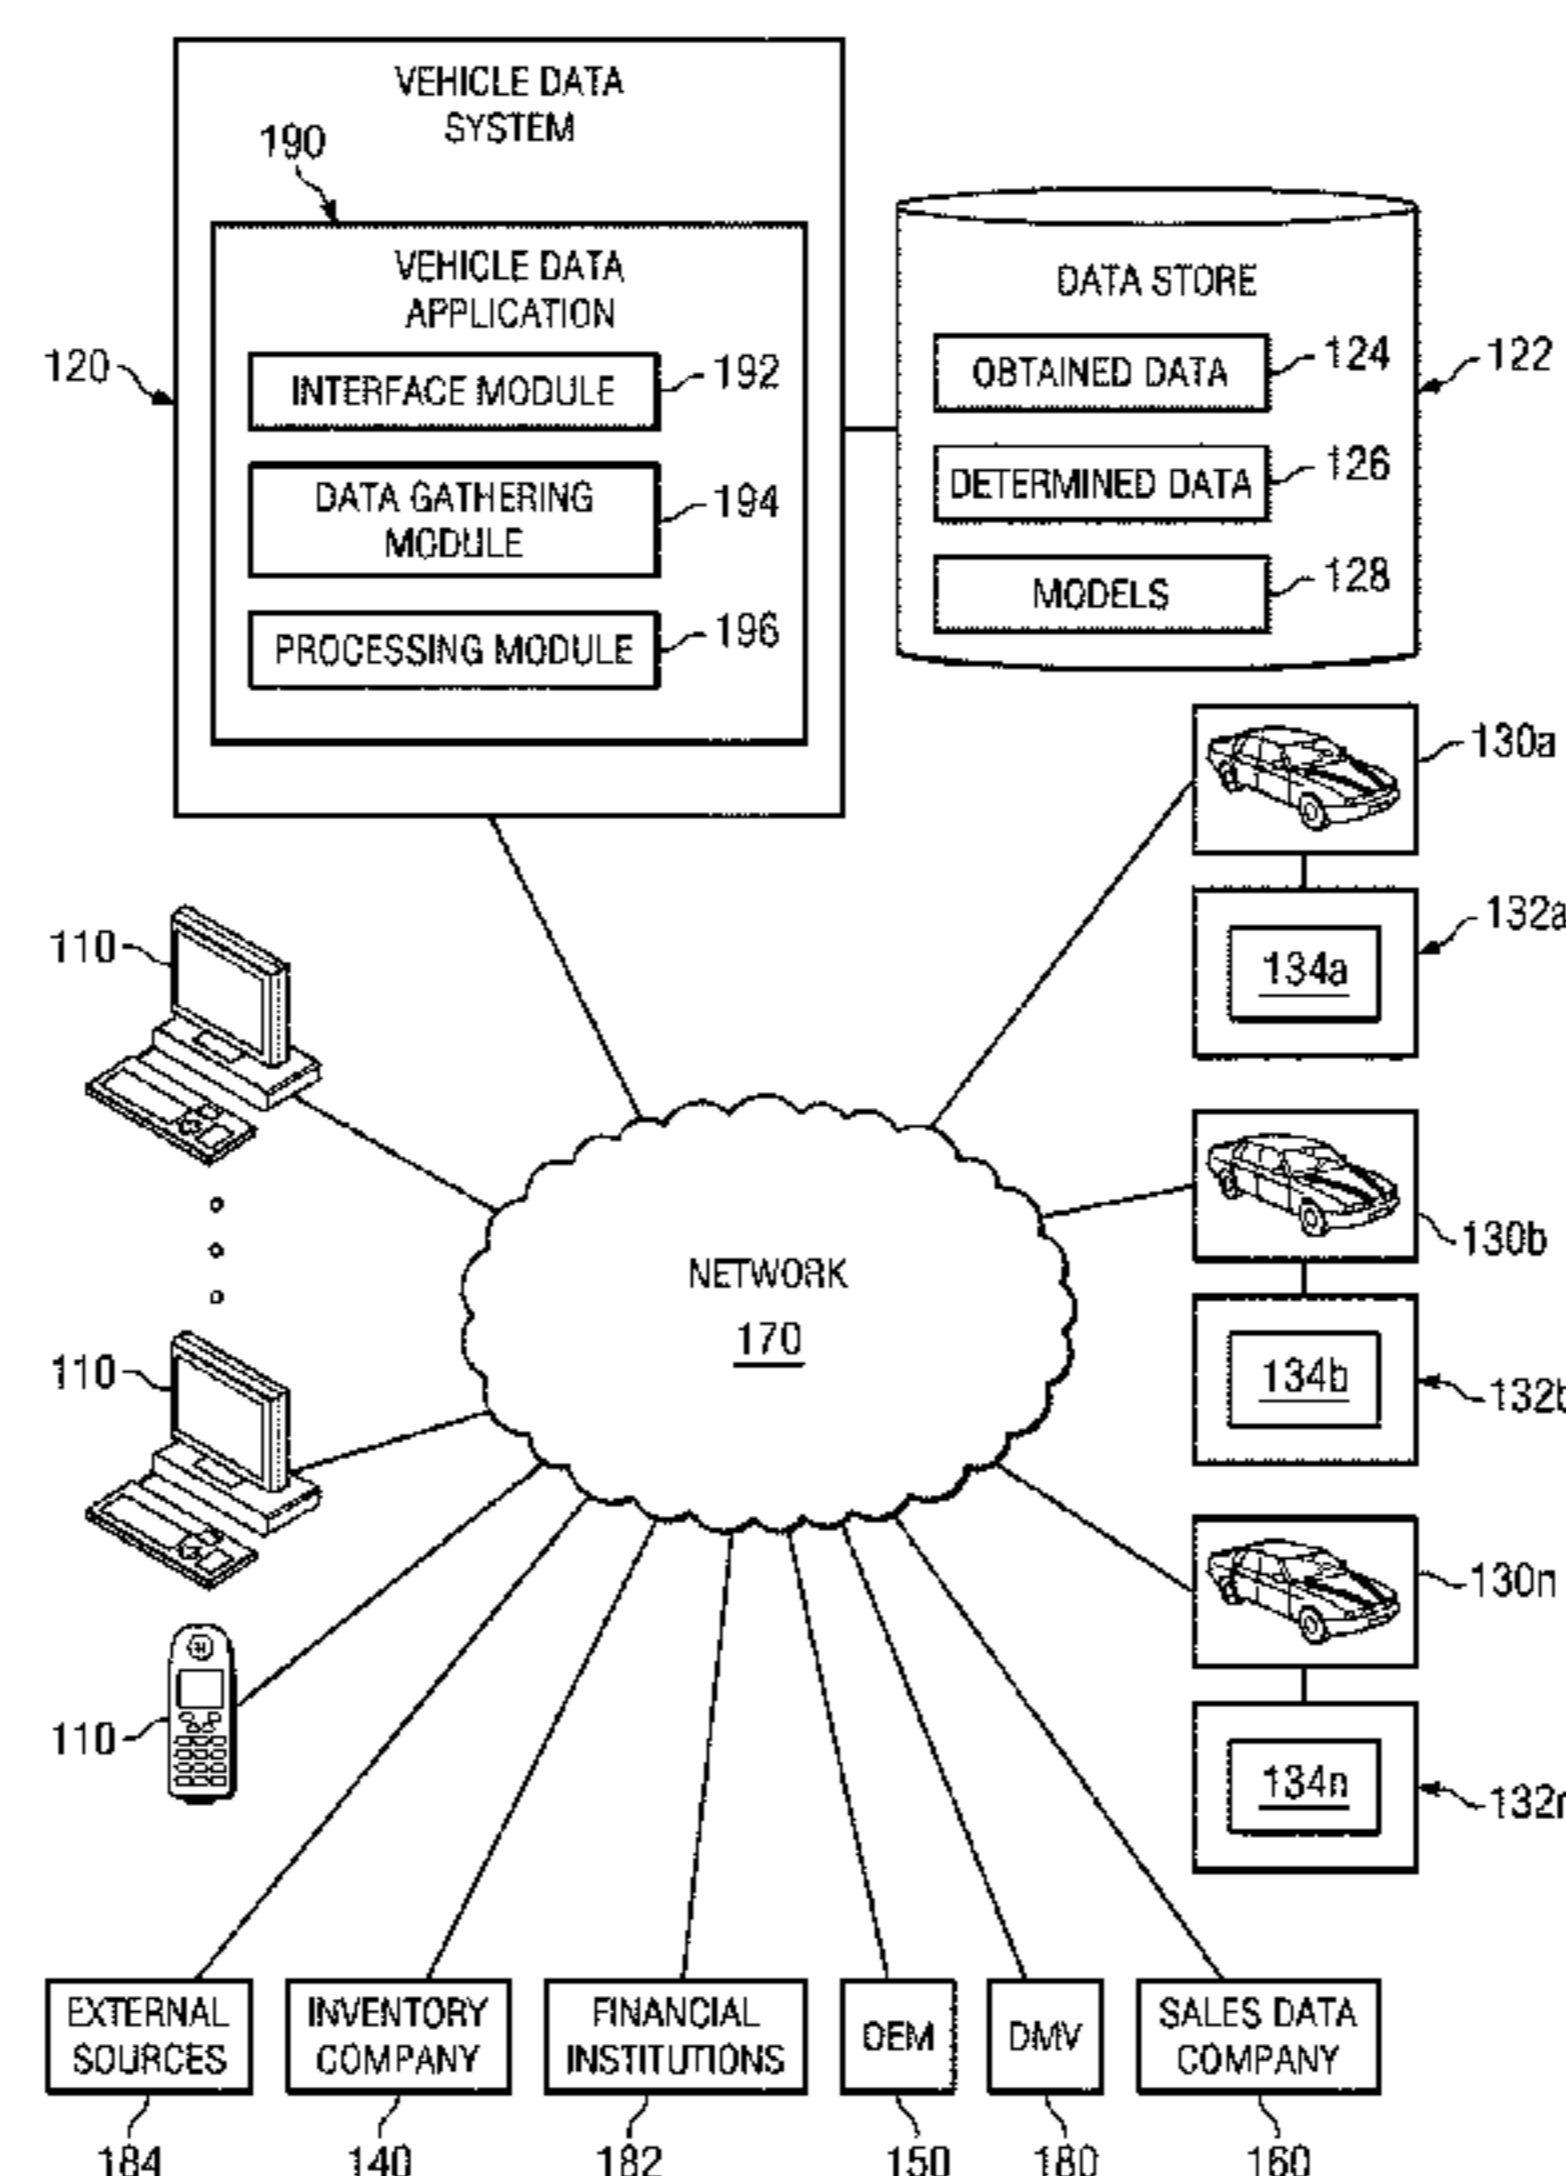 VEHICLE DATA
SYSTEM
190
VEHICLE DATA
APPLICATION
120
INTERFACE MODULE
192
DATA GATHERING
MODULE
194
PROCESSING MODULE
196
DATA STORE
OBTAINED DATA
124
122
DETERMINED DATA
126
MODELS
128
130a
132a
134a
110
130b
NETWORK
170
134b
132b
110
130n
134n
110
EXTERNAL
SOURCES
INVENTORY
COMPANY
FINANCIAL
INSTITUTIONS
OEM
DMV
SALES DATA
COMPANY
184
140
182
150
180
160